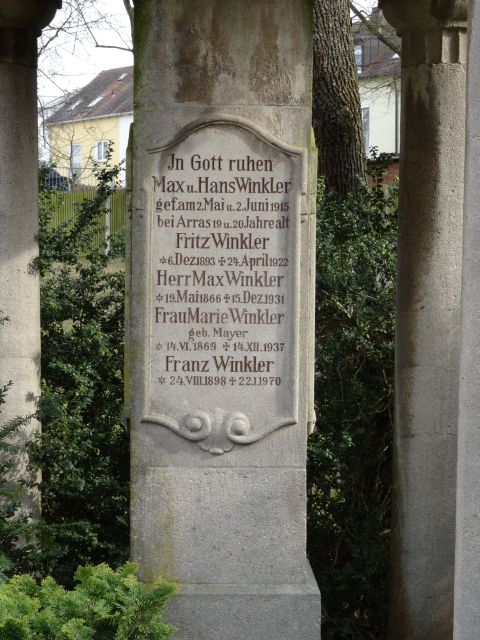 Jn Gott ruhen
Max u. Hans Winkler
gef. am 2. Mai u. 2. Juni 1915
bei Arras 19 u. 20 Jahre alt
Fritz Winkler
*6. Dez. 1893 ✝ 24. April 1922
Herr Max Winkler
*19. Mai 1866 ✝ 15. Dez. 1931
Frau Marie Winkler
geb. Mayer
* 14. VI. 1869 ✝ 14. XII. 1937
Franz Winkler
* 24. VIII. 1898 ✝ 22. 1. 1970